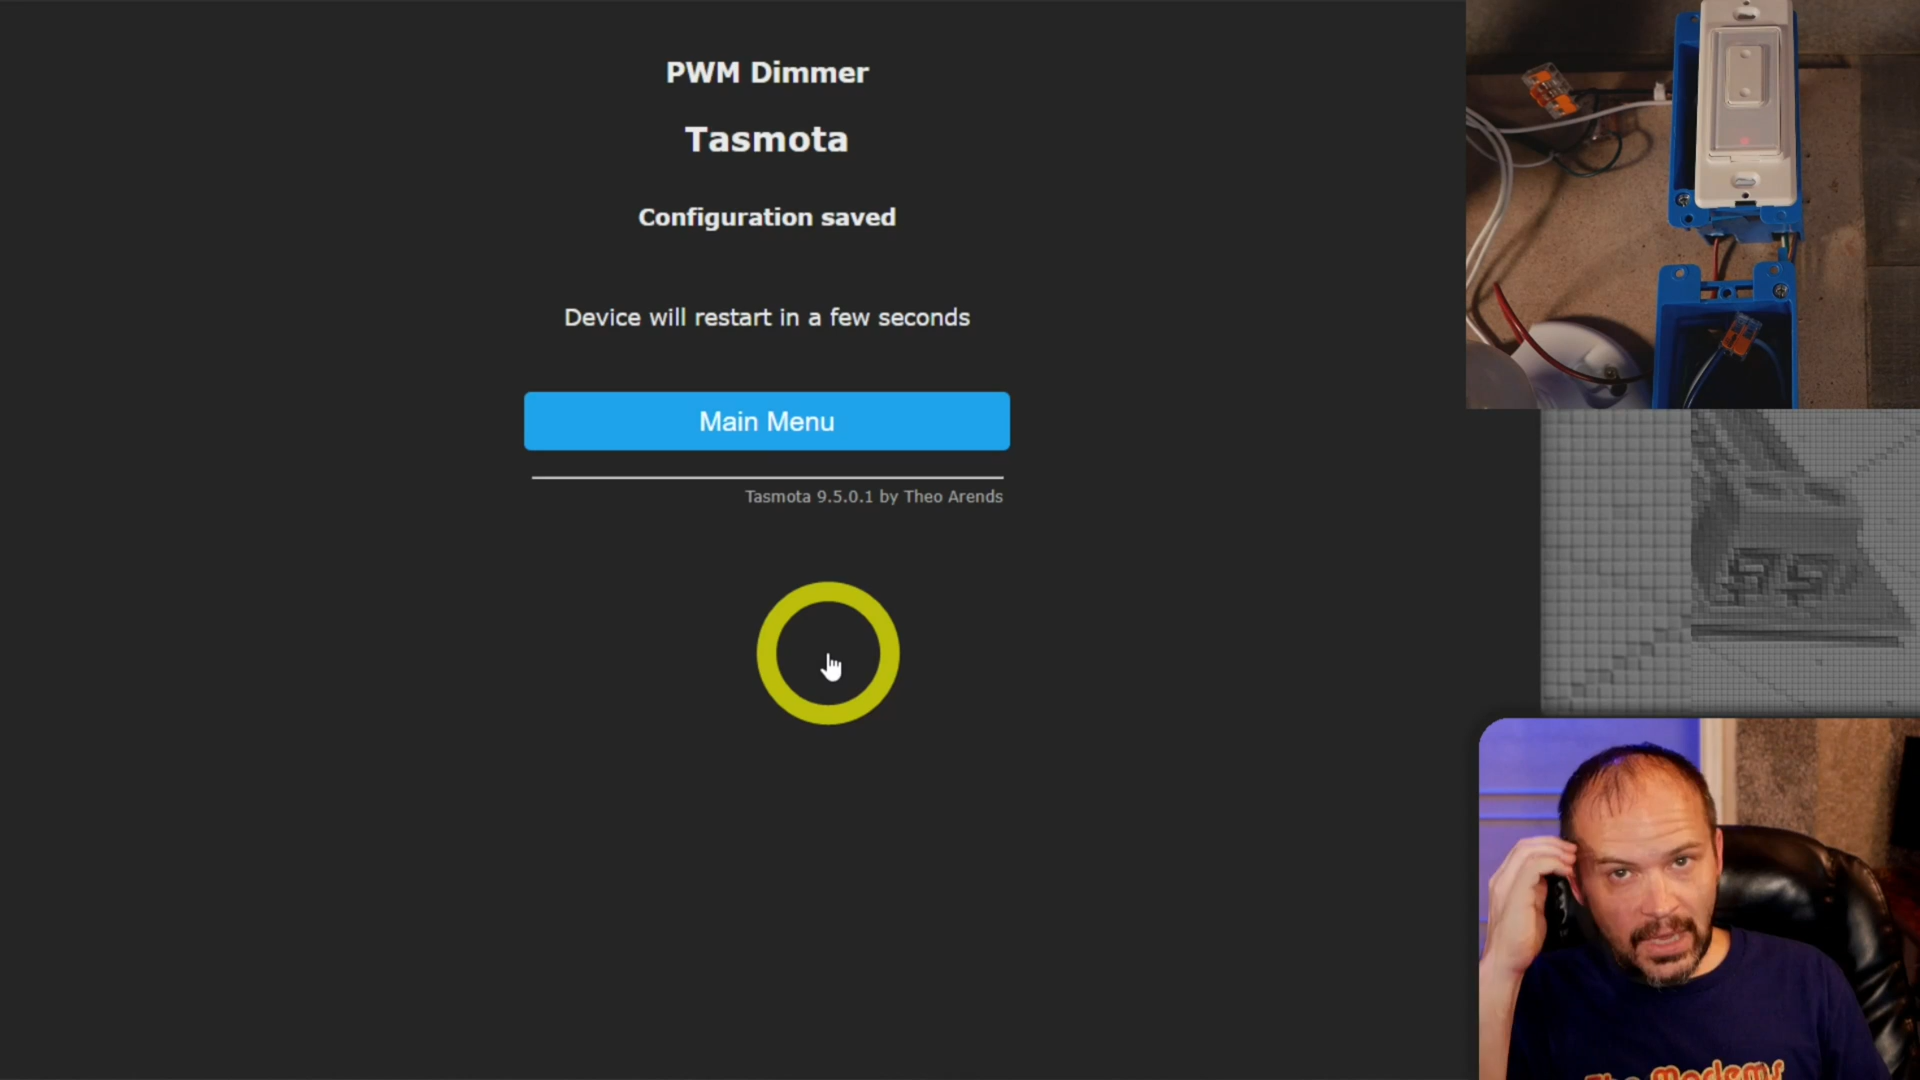 PWM Dimmer
Tasmota
Configuration saved
Device will restart in a few seconds
Main Menu
Tasmota 9.5.0.1 by Theo Arends